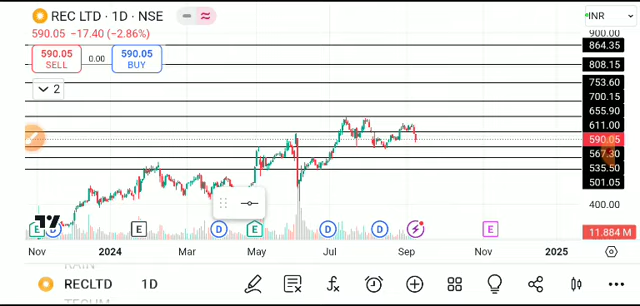 REC LTD · 1D · NSE
INR
590.05 −17.40 (−2.86%)
900.00
590.05
SELL
0.00
590.05
BUY
864.35
808.15
2
753.60
700.15
655.90
611.00
590.05
567.30
535.50
501.05
400.00
E
D
E
D
E
D
D
E
11.884 M
Nov
2024
Mar
May
Jul
Sep
Nov
2025
RECLTD 1D